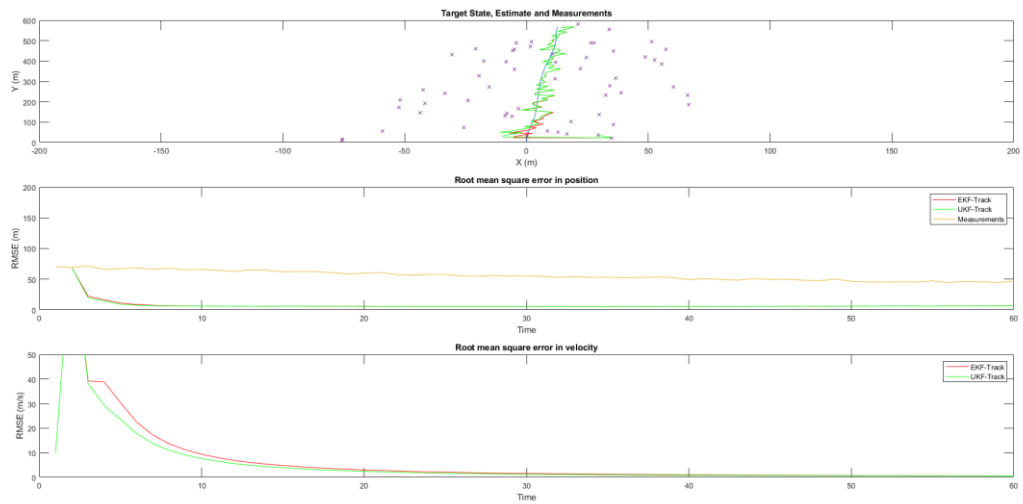 Target State, Estimate and Measurements
600
500
400
300
200
100
0
Y (m)
-200 -150 -100 -50 0 50 100 150 200
X (m)
Root mean square error in position
200
150
100
50
0
RMSE (m)
EKF-Track
UKF-Track
Measurements
0 10 20 30 40 50 60
Time
Root mean square error in velocity
50
40
30
20
10
0
RMSE (m/s)
EKF-Track
UKF-Track
0 10 20 30 40 50 60
Time